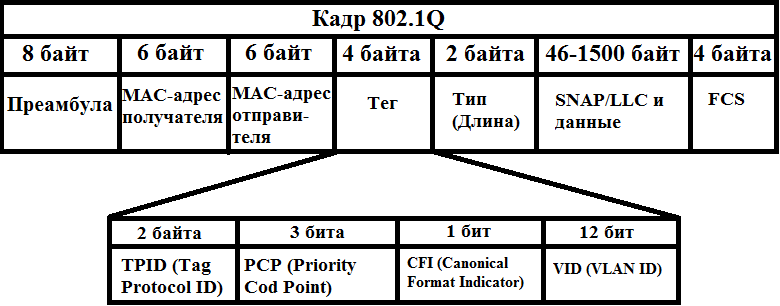 Кадр 802.1Q
8 байт 6 байт 6 байт 4 байта 2 байта 46-1500 байт 4 байта
Преамбула
MAC-адрес
получателя
MAC-адрес
отправи-
теля
Тег
Тип
(Длина)
SNAP/LLC и
данные
FCS
2 байта 3 бита 1 бит 12 бит
TPID (Tag
Protocol ID)
PCP (Priority
Cod Point)
CFI (Canonical
Format Indicator)
VID (VLAN ID)